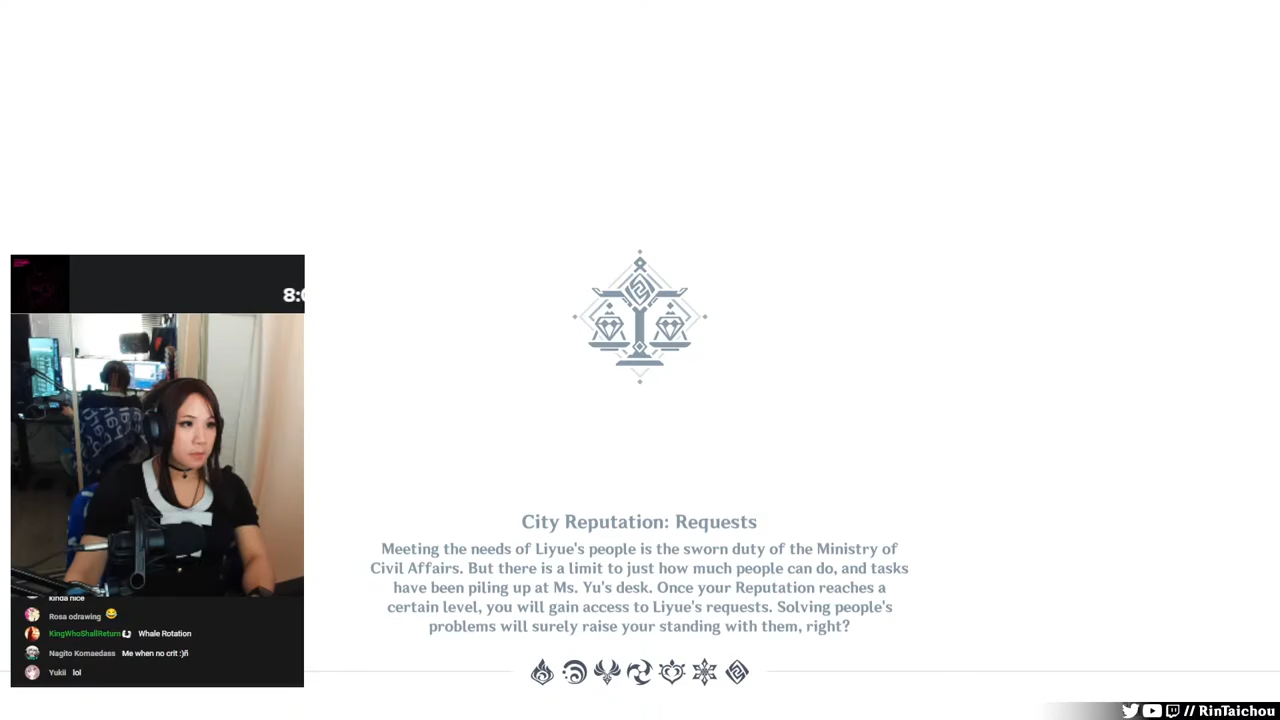 8:0
kinda nice
Rosa odrawing
KingWhoShallReturn Whale Rotation
Nagito Komaedass Me when no crit :)ñ
Yukii lol
City Reputation: Requests
Meeting the needs of Liyue's people is the sworn duty of the Ministry of
Civil Affairs. But there is a limit to just how much people can do, and tasks
have been piling up at Ms. Yu's desk. Once your Reputation reaches a
certain level, you will gain access to Liyue's requests. Solving people's
problems will surely raise your standing with them, right?
// RinTaichou